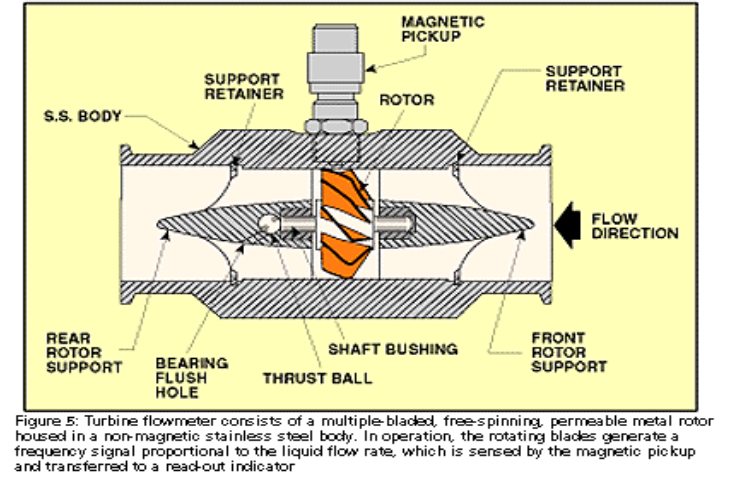 MAGNETIC
PICKUP
SUPPORT
RETAINER
SUPPORT
RETAINER
ROTOR
S.S. BODY
FLOW
DIRECTION
REAR
ROTOR
SUPPORT
BEARING
FLUSH
HOLE
THRUST BALL
SHAFT BUSHING
FRONT
ROTOR
SUPPORT
Figure 5: Turbine flowmeter consists of a multiple-bladed, free-spinning, permeable metal rotor
housed in a non-magnetic stainless steel body. In operation, the rotating blades generate a
frequency signal proportional to the liquid flow rate, which is sensed by the magnetic pickup
and transferred to a read-out indicator